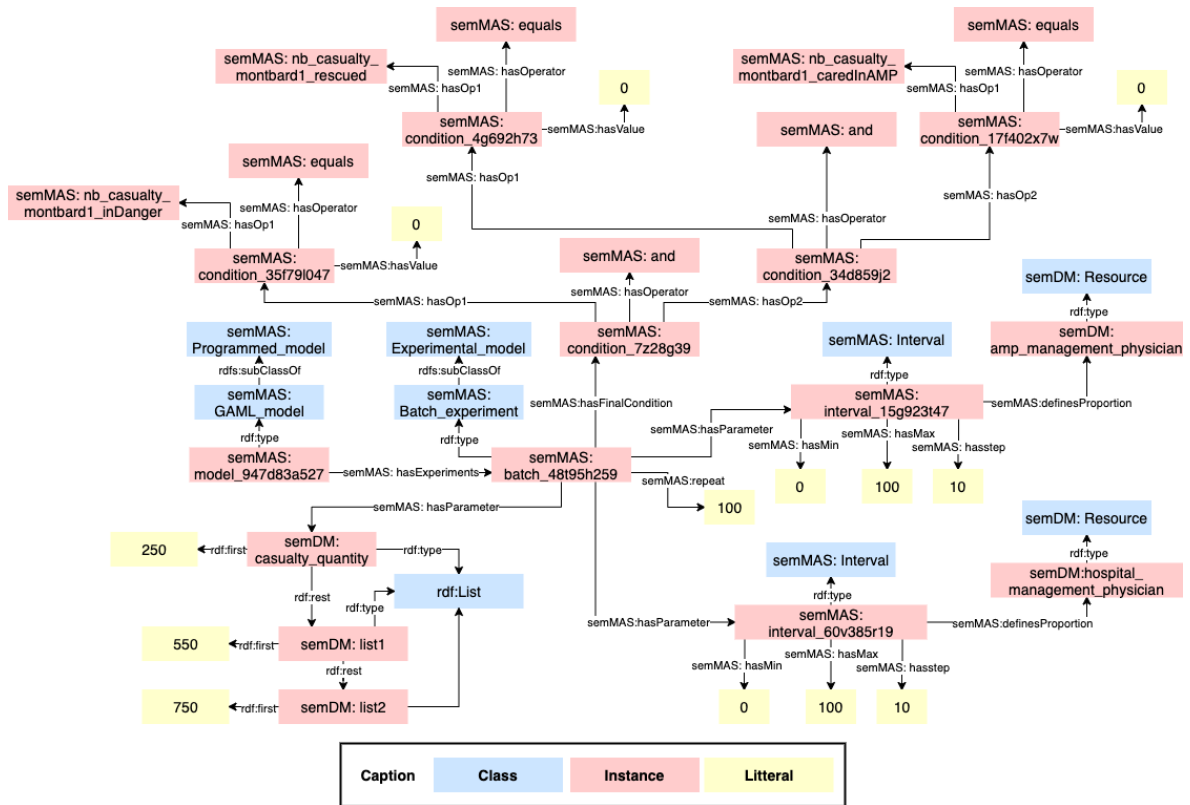 semMAS: equals
semMAS: equals
semMAS: nb_casualty_
montbard1_rescued
semMAS: hasOperator
semMAS: hasOp1
semMAS: nb_casualty_
montbard1_caredInAMP
semMAS: hasOperator
semMAS: hasOp1
0
0
semMAS:
condition_4g692h73
semMAS:hasValue
semMAS: and
semMAS:
condition_17f402x7w
semMAS:hasValue
semMAS: equals
semMAS: hasOp1
semMAS: hasOp2
semMAS: nb_casualty_
montbard1_inDanger
semMAS: hasOperator
semMAS: hasOp1
semMAS: hasOperator
0
semMAS:
condition_35f79l047
semMAS:hasValue
semMAS: and
semMAS:
condition_34d859j2
semMAS: hasOperator
semMAS: hasOp1
semMAS: hasOp2
semDM: Resource
rdf:type
semMAS:
Programmed_model
semMAS:
Experimental_model
semMAS:
condition_7z28g39
semMAS: Interval
semDM:
amp_management_physician
rdfs:subClassOf
rdfs:subClassOf
rdf:type
semMAS:
GAML_model
semMAS:
Batch_experiment
semMAS:hasFinalCondition
semMAS:
interval_15g923t47
semMAS:definesProportion
rdf:type
rdf:type
semMAS:hasParameter
semMAS: hasMin
semMAS: hasMax
semMAS: hasstep
semMAS:
model_947d83a527
semMAS: hasExperiments
semMAS:
batch_48t95h259
semMAS:repeat
0
100
10
100
semMAS: hasParameter
semDM: Resource
250
rdf:first
semDM:
casualty_quantity
rdf:type
rdf:type
semMAS: Interval
semDM:hospital_
management_physician
rdf:List
rdf:type
rdf:rest
rdf:type
semMAS:hasParameter
semMAS:
interval_60v385r19
semMAS:definesProportion
550
rdf:first
semDM: list1
semMAS: hasMin
semMAS: hasMax
semMAS: hasstep
rdf:rest
750
rdf:first
semDM: list2
0
100
10
Caption
Class
Instance
Litteral